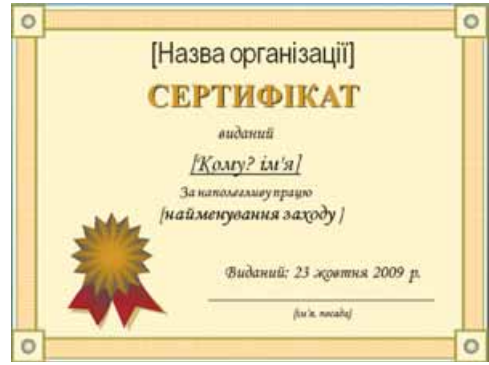 [Назва організації]
СЕРТИФІКАТ
виданий
[Кому? ім'я]
За наполегливу працю
[найменування заходу ]
Виданий: 23 жовтня 2009 р.
[ім'я, посада]